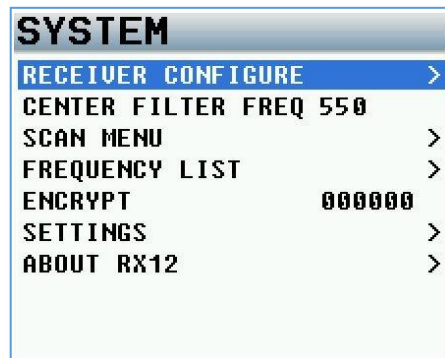 SYSTEM
RECEIVER CONFIGURE >
CENTER FILTER FREQ 550
SCAN MENU >
FREQUENCY LIST >
ENCRYPT 000000
SETTINGS >
ABOUT RX12 >